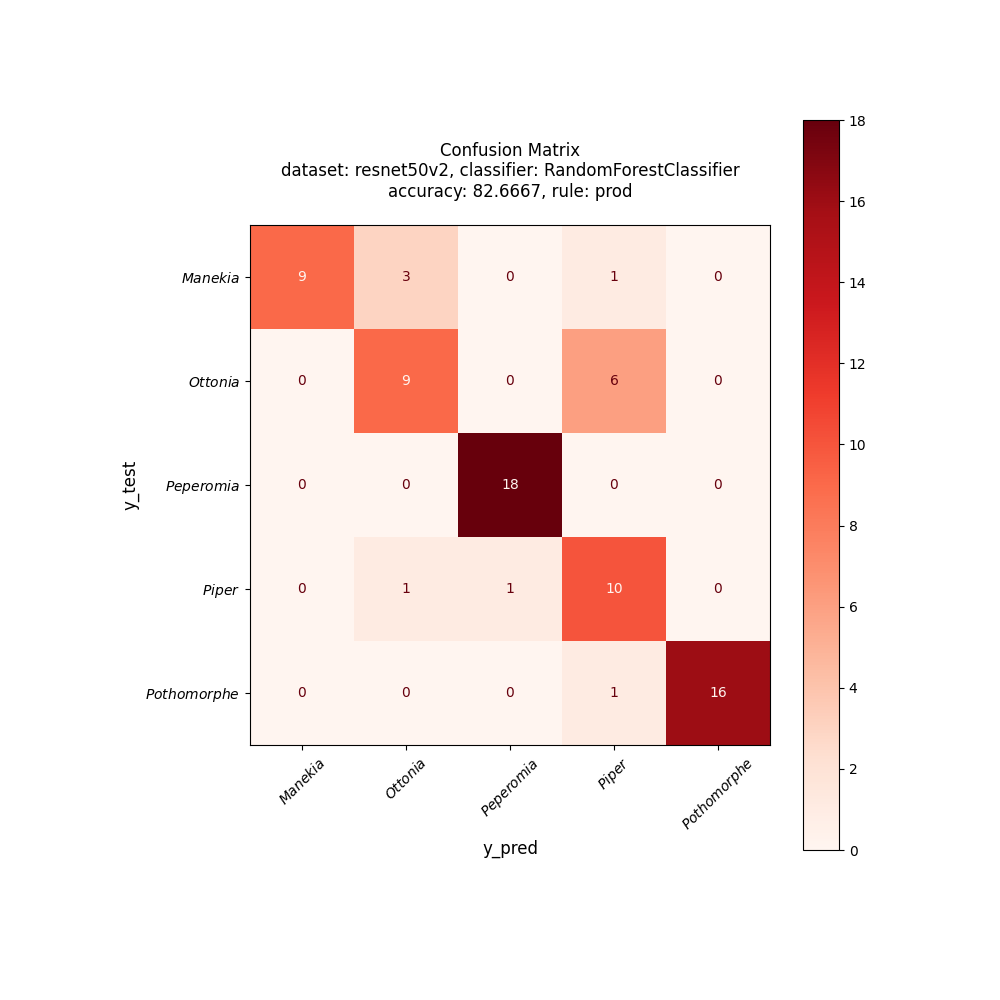 Confusion Matrix
dataset: resnet50v2, classifier: RandomForestClassifier
accuracy: 82.6667, rule: prod
y_test
Manekia 9 3 0 1 0
Ottonia 0 9 0 6 0
Peperomia 0 0 18 0 0
Piper 0 1 1 10 0
Pothomorphe 0 0 0 1 16
Manekia Ottonia Peperomia Piper Pothomorphe
y_pred
18
16
14
12
10
8
6
4
2
0